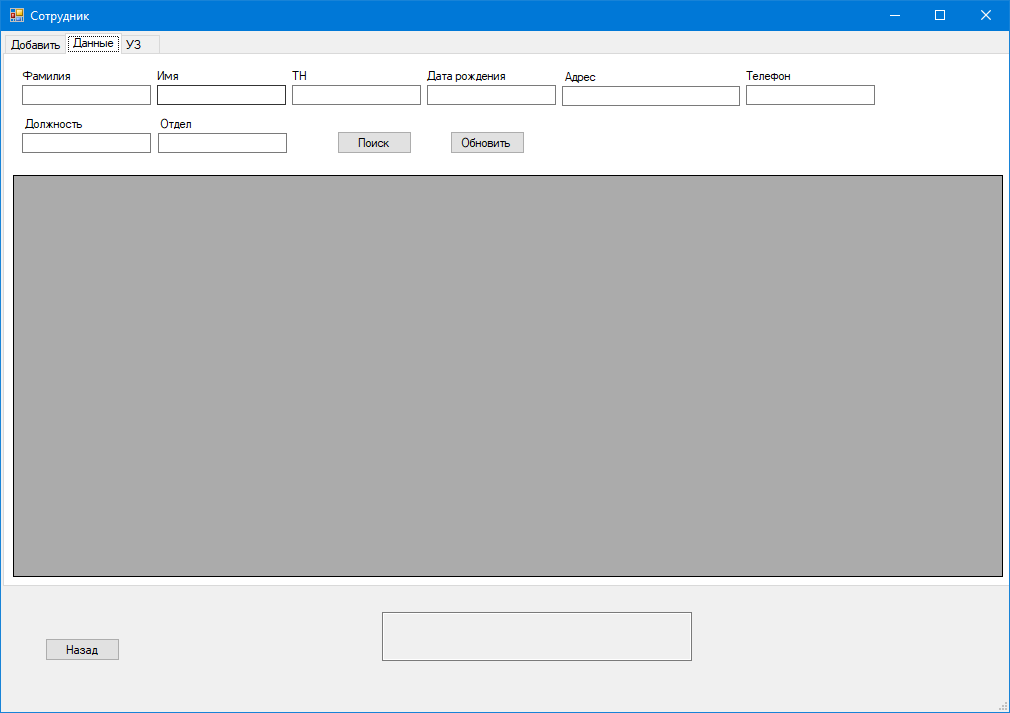 Сотрудник
Добавить Данные УЗ
Фамилия Имя ТН Дата рождения Адрес Телефон
Должность Отдел
Поиск Обновить
Назад